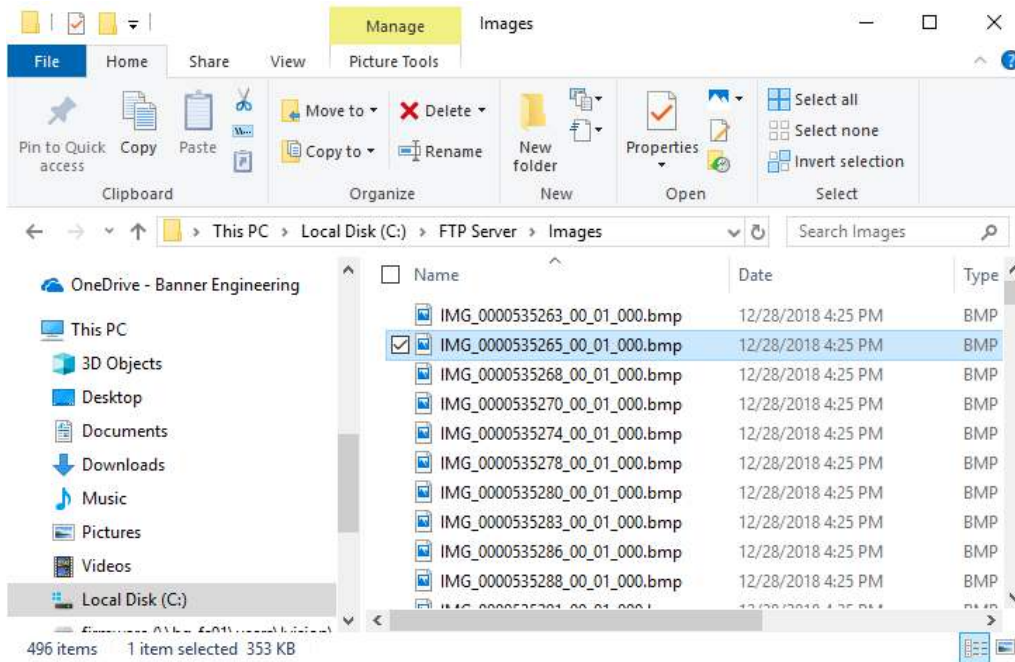 Manage Images
File Home Share View Picture Tools
Pin to Quick access Copy Paste
Move to Copy to
Delete Rename
New folder
Properties
Select all
Select none
Invert selection
Clipboard Organize New Open Select
This PC Local Disk (C:) FTP Server Images Search Images
OneDrive - Banner Engineering
This PC
3D Objects
Desktop
Documents
Downloads
Music
Pictures
Videos
Local Disk (C:)
Name Date Type
IMG_0000535263_00_01_000.bmp 12/28/2018 4:25 PM BMP
IMG_0000535265_00_01_000.bmp 12/28/2018 4:25 PM BMP
IMG_0000535268_00_01_000.bmp 12/28/2018 4:25 PM BMP
IMG_0000535270_00_01_000.bmp 12/28/2018 4:25 PM BMP
IMG_0000535274_00_01_000.bmp 12/28/2018 4:25 PM BMP
IMG_0000535278_00_01_000.bmp 12/28/2018 4:25 PM BMP
IMG_0000535280_00_01_000.bmp 12/28/2018 4:25 PM BMP
IMG_0000535283_00_01_000.bmp 12/28/2018 4:25 PM BMP
IMG_0000535286_00_01_000.bmp 12/28/2018 4:25 PM BMP
IMG_0000535288_00_01_000.bmp 12/28/2018 4:25 PM BMP
496 items 1 item selected 353 KB